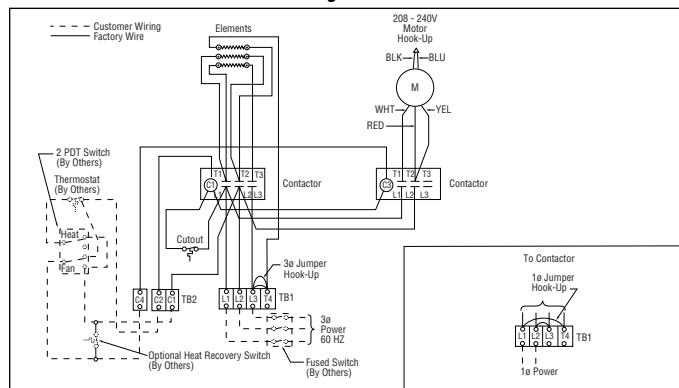 Customer Wiring
Factory Wire
Elements
208 - 240V
Motor
Hook-Up
BLK
BLU
M
WHT
YEL
RED
2 PDT Switch
(By Others)
Thermostat
(By Others)
Heat
Fan
T1
T2
T3
C1
Contactor
L1
L2
L3
T1
T2
T3
C3
Contactor
L1
L2
L3
Cutout
3ø Jumper
Hook-Up
C4
C2
C1
TB2
L1
L2
L3
T4
TB1
3ø
Power
60 HZ
Fused Switch
(By Others)
Optional Heat Recovery Switch
(By Others)
To Contactor
1ø Jumper
Hook-Up
L1
L2
L3
T4
TB1
1ø Power